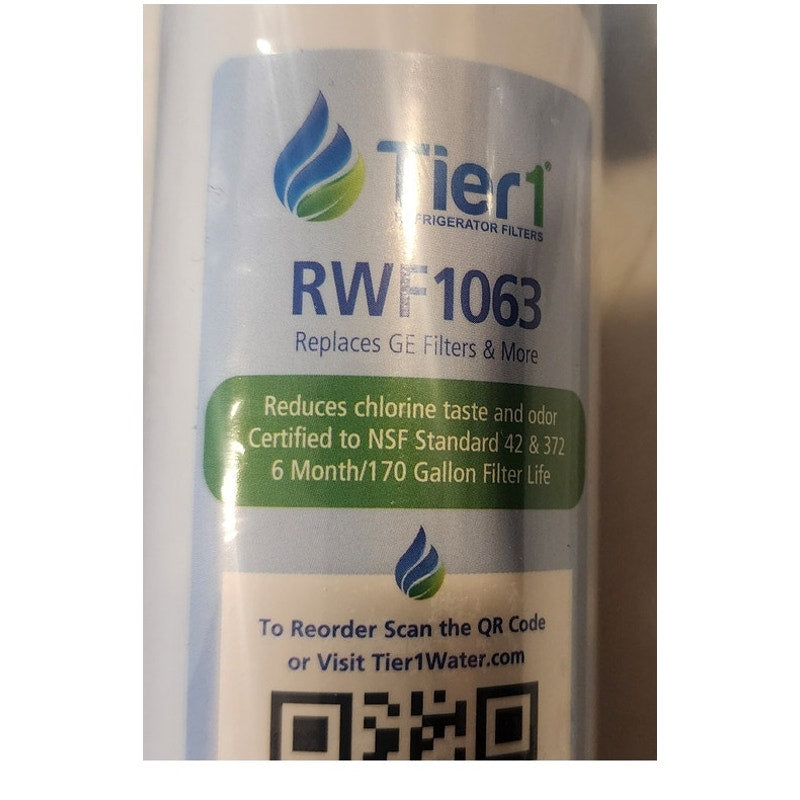 Tier1®
REFRIGERATOR FILTERS
RWF1063
Replaces GE Filters & More
Reduces chlorine taste and odor
Certified to NSF Standard 42 & 372
6 Month/170 Gallon Filter Life
To Reorder Scan the QR Code
or Visit Tier1Water.com